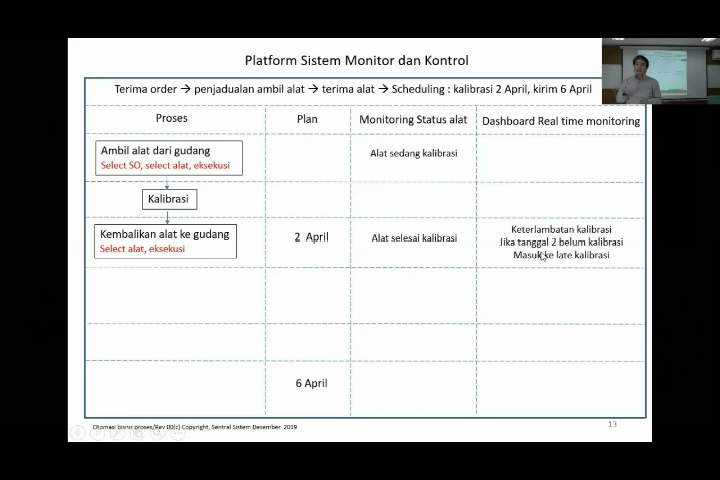 Platform Sistem Monitor dan Kontrol
Terima order → penjadualan ambil alat → terima alat → Scheduling : kalibrasi 2 April, kirim 6 April
Proses
Plan
Monitoring Status alat
Dashboard Real time monitoring
Ambil alat dari gudang
Select SO, select alat, eksekusi
Alat sedang kalibrasi
Kalibrasi
Kembalikan alat ke gudang
Select alat, eksekusi
2 April
Alat selesai kalibrasi
Keterlambatan kalibrasi
Jika tanggal 2 belum kalibrasi
Masuk ke late kalibrasi
6 April
Otomasi bisnis proses/Rev 00(c) Copyright, Sentral Sistem Desember 2019
13